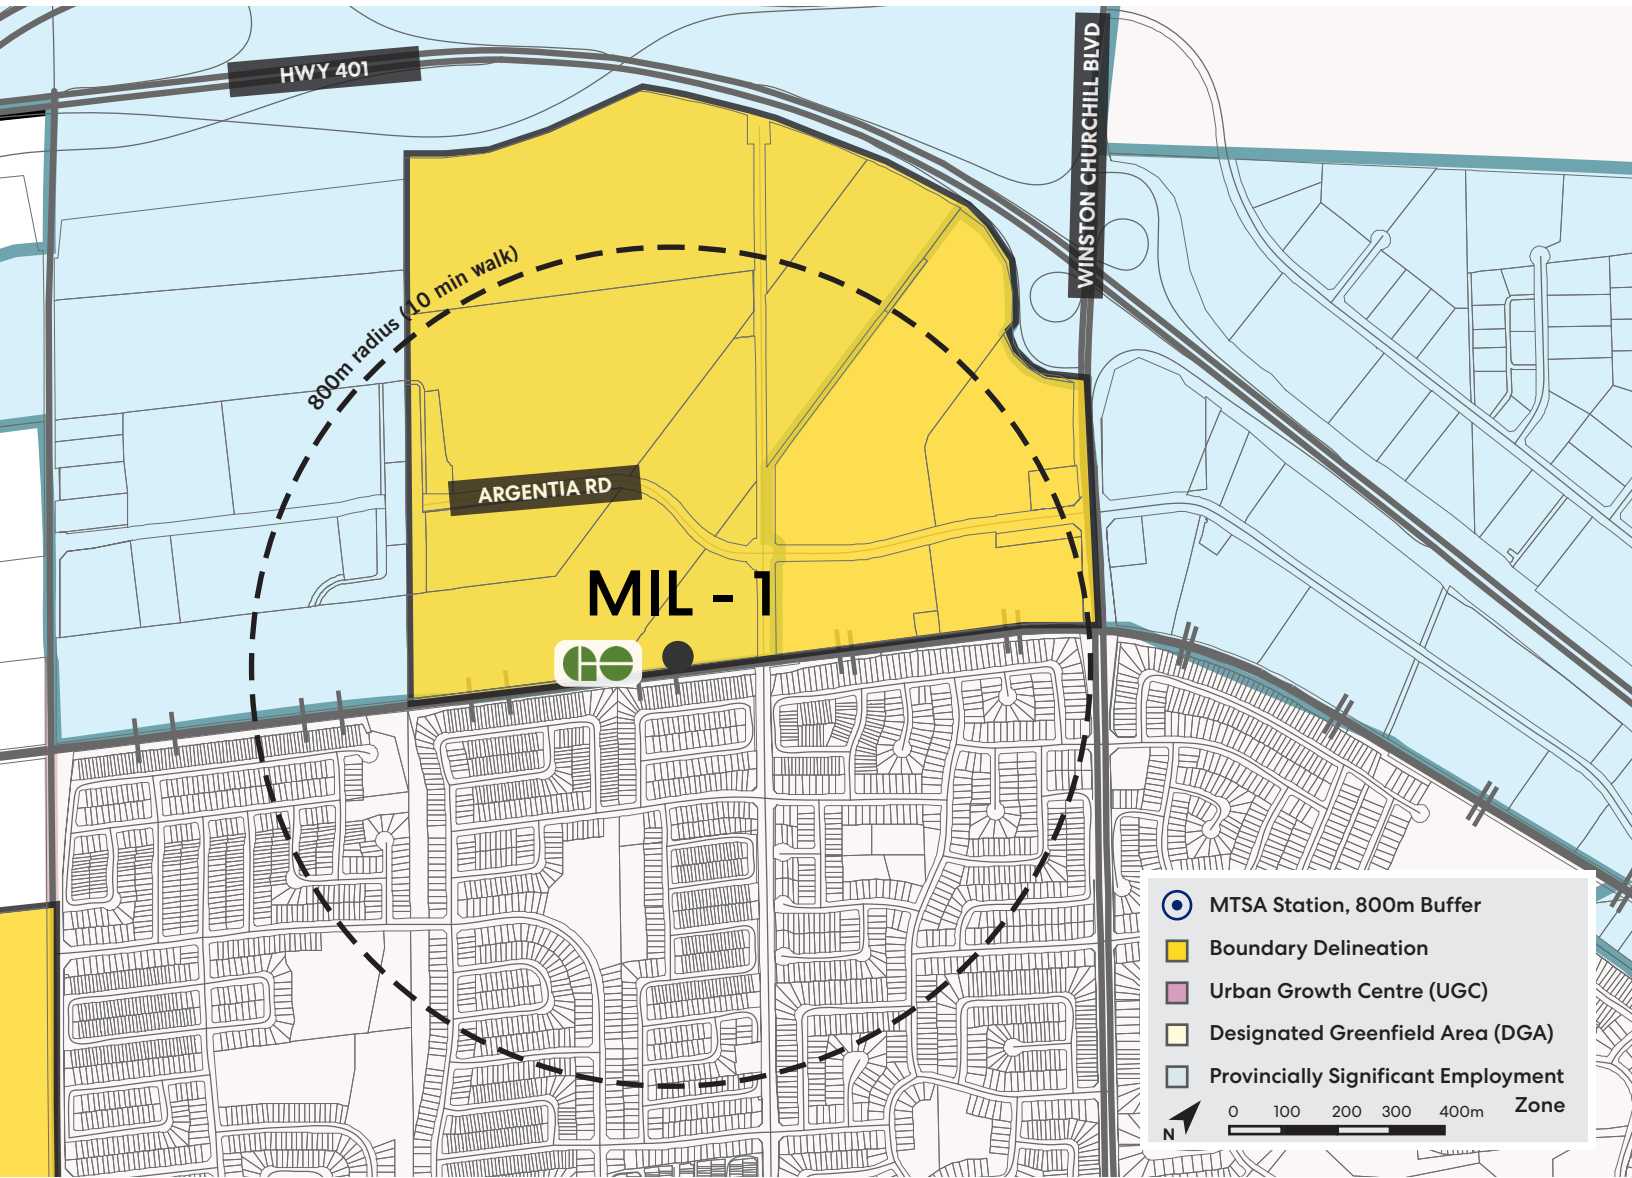 HWY 401
WINSTON CHURCHILL BLVD
800m radius (10 min walk)
ARGENTIA RD
MIL - 1
GO
MTSA Station, 800m Buffer
Boundary Delineation
Urban Growth Centre (UGC)
Designated Greenfield Area (DGA)
Provincially Significant Employment
Zone
N
0 100 200 300 400m